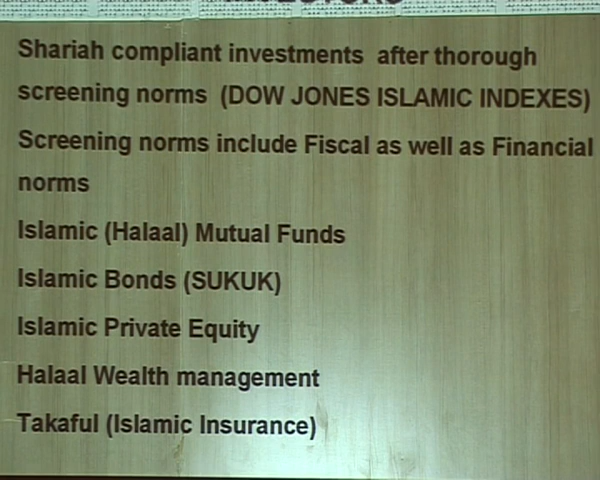 Shariah compliant investments after thorough
screening norms (DOW JONES ISLAMIC INDEXES)
Screening norms include Fiscal as well as Financial
norms
Islamic (Halaal) Mutual Funds
Islamic Bonds (SUKUK)
Islamic Private Equity
Halaal Wealth management
Takaful (Islamic Insurance)